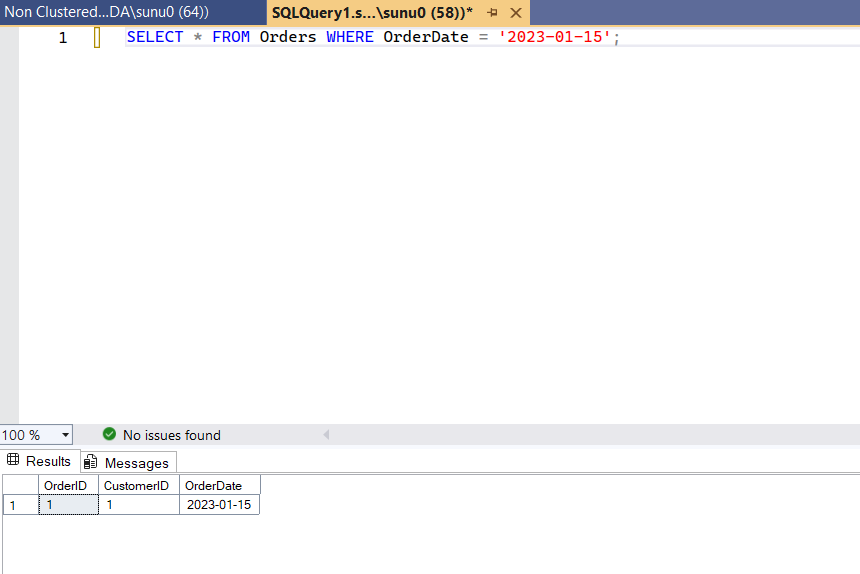 Non Clustered...DA\sunu0 (64))
SQLQuery1.s...\sunu0 (58))*
1 SELECT * FROM Orders WHERE OrderDate = '2023-01-15';
100 % No issues found
Results Messages
OrderID CustomerID OrderDate
1 1 1 2023-01-15